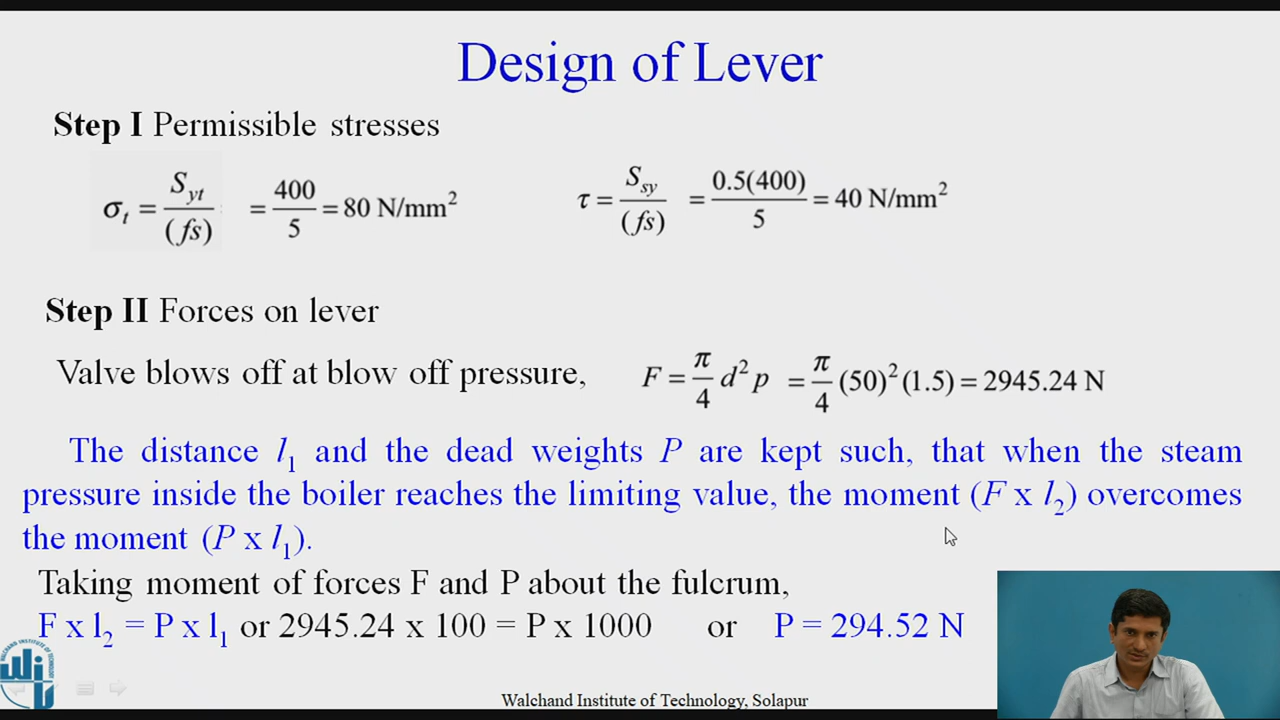 Design of Lever
Step I Permissible stresses
σt = Syt / (fs) = 400 / 5 = 80 N/mm² τ = Ssy / (fs) = 0.5(400) / 5 = 40 N/mm²
Step II Forces on lever
Valve blows off at blow off pressure, F = π/4 d² p = π/4 (50)² (1.5) = 2945.24 N
The distance l₁ and the dead weights P are kept such, that when the steam
pressure inside the boiler reaches the limiting value, the moment (F x l₂) overcomes
the moment (P x l₁).
Taking moment of forces F and P about the fulcrum,
F x l₂ = P x l₁ or 2945.24 x 100 = P x 1000 or P = 294.52 N
Walchand Institute of Technology, Solapur